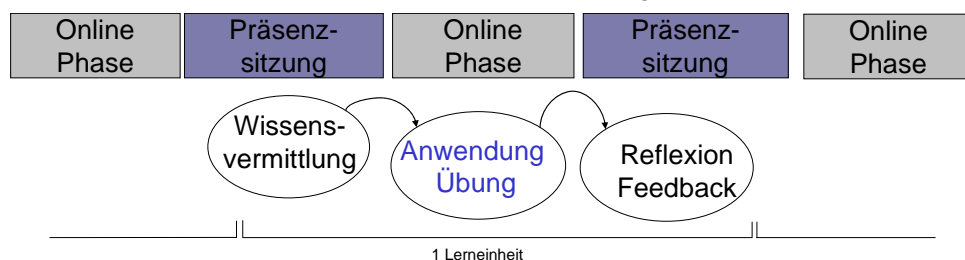 Online
Phase
Präsenz-
sitzung
Online
Phase
Präsenz-
sitzung
Online
Phase
Wissens-
vermittlung
Anwendung
Übung
Reflexion
Feedback
1 Lerneinheit